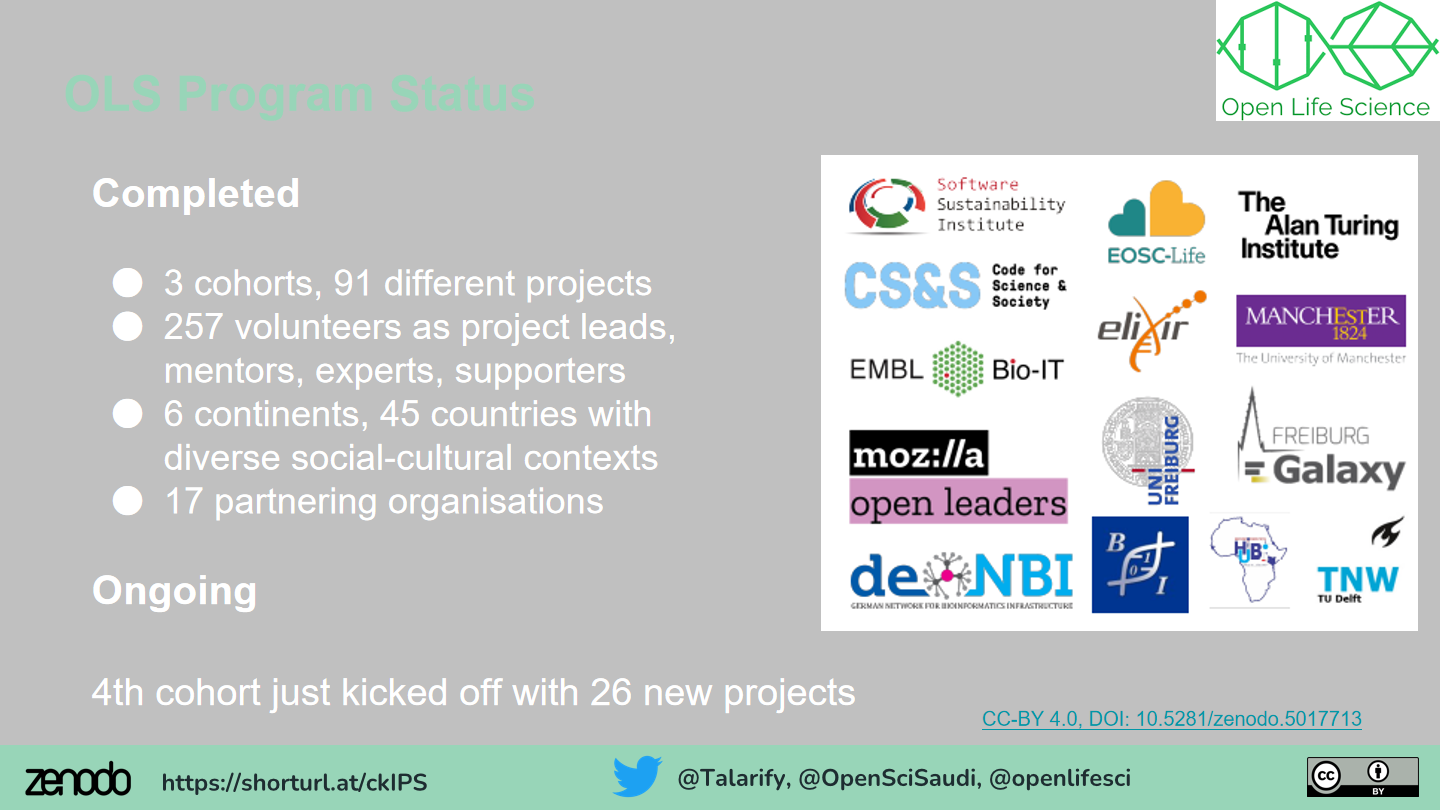 OLS Program Status
Open Life Science
Completed
3 cohorts, 91 different projects
257 volunteers as project leads,
mentors, experts, supporters
6 continents, 45 countries with
diverse social-cultural contexts
17 partnering organisations
Ongoing
4th cohort just kicked off with 26 new projects
Software
Sustainability
Institute
EOSC-Life
The
Alan Turing
Institute
CS&S
Code for
Science &
Society
elixir
MANCHESTER
1824
The University of Manchester
EMBL Bio-IT
moz://a
open leaders
UNI
FREIBURG
FREIBURG
Galaxy
de NBI
GERMAN NETWORK FOR BIOINFORMATICS INFRASTRUCTURE
B
I
HUB
TNW
TU Delft
CC-BY 4.0, DOI: 10.5281/zenodo.5017713
zenodo
https://shorturl.at/ckIPS
@Talarify, @OpenSciSaudi, @openlifesci
cc
BY